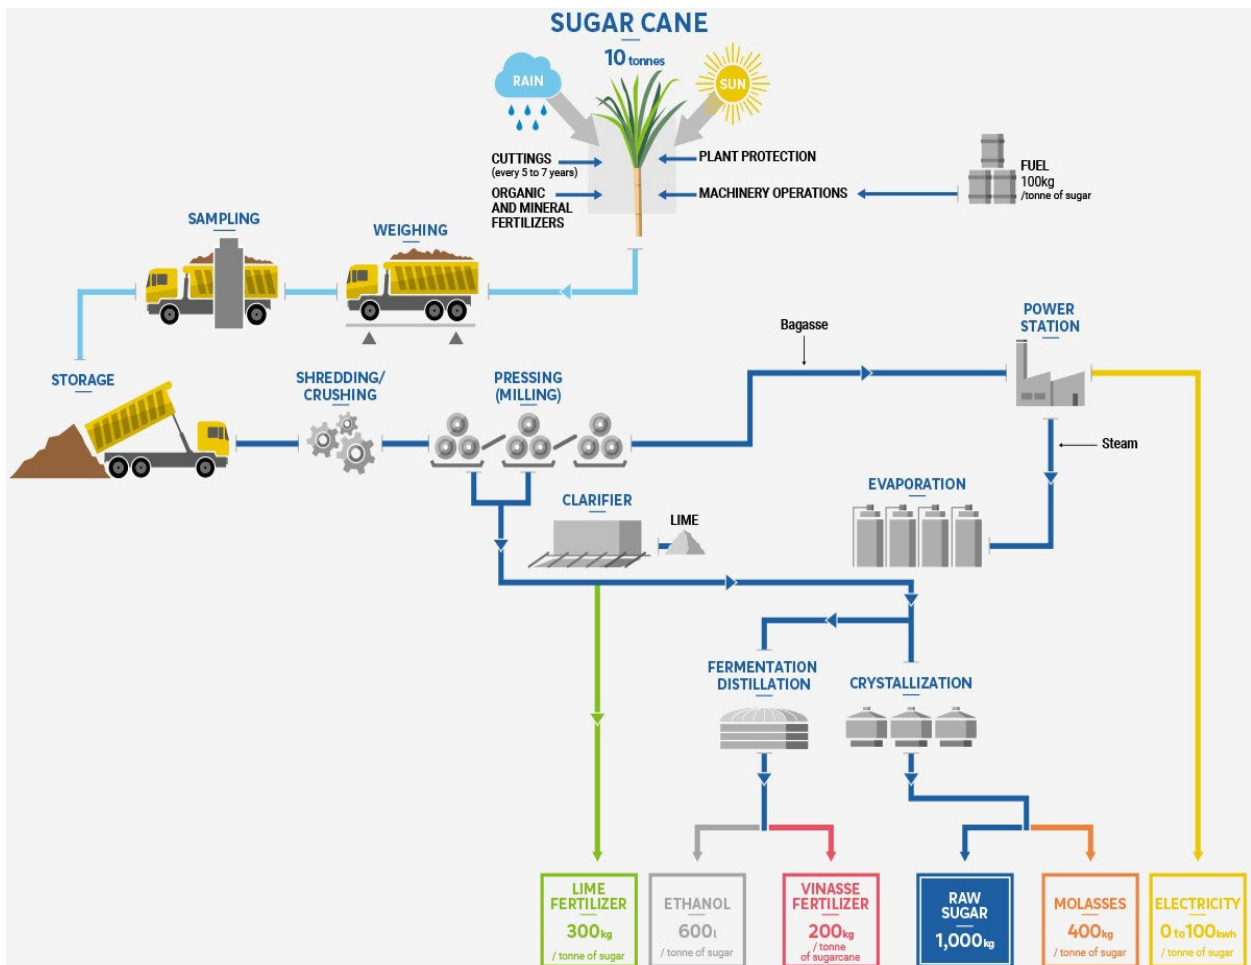 SUGAR CANE
10 tonnes
RAIN
SUN
CUTTINGS
(every 5 to 7 years)
ORGANIC
AND MINERAL
FERTILIZERS
PLANT PROTECTION
MACHINERY OPERATIONS
FUEL
100kg
/tonne of sugar
SAMPLING
WEIGHING
STORAGE
SHREDDING/
CRUSHING
PRESSING
(MILLING)
Bagasse
POWER
STATION
Steam
EVAPORATION
CLARIFIER
LIME
FERMENTATION
DISTILLATION
CRYSTALLIZATION
LIME
FERTILIZER
300kg
/ tonne of sugar
ETHANOL
600l
/ tonne of sugar
VINASSE
FERTILIZER
200kg
/ tonne
of sugarcane
RAW
SUGAR
1,000kg
MOLASSES
400kg
/ tonne of sugar
ELECTRICITY
0 to 100kwh
/ tonne of sugar